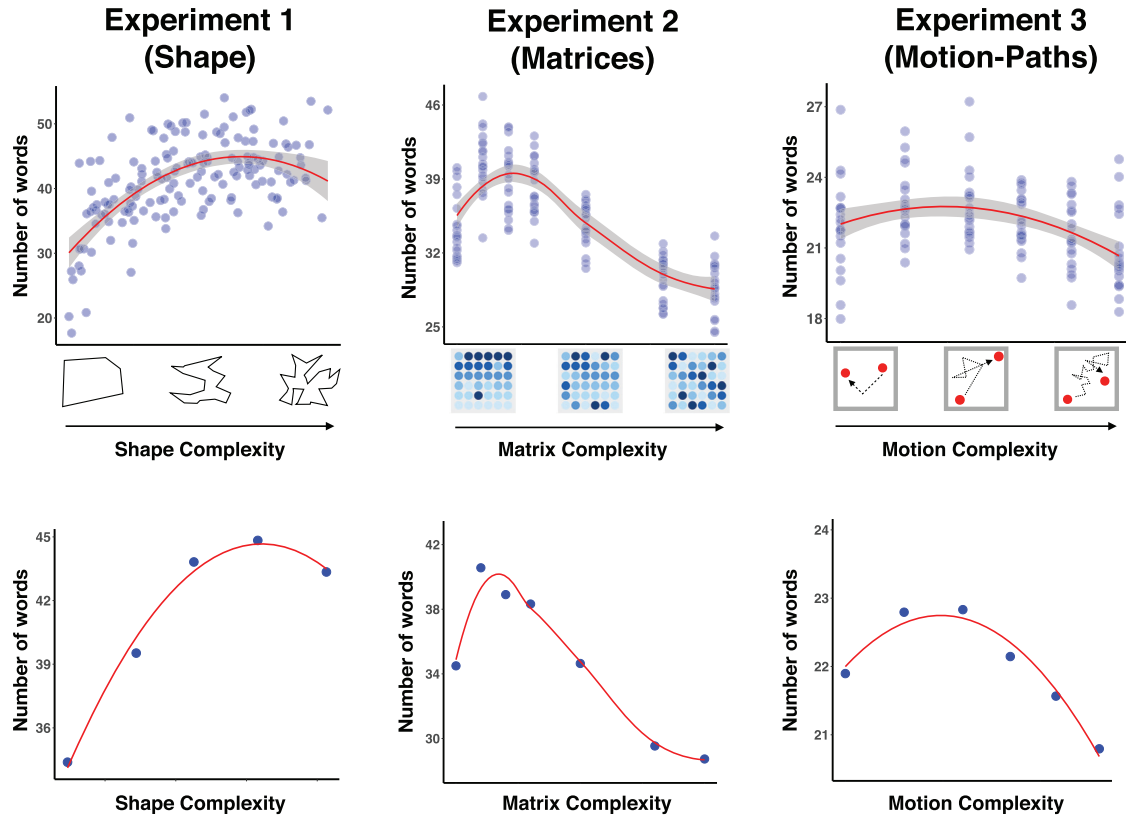 Experiment 1
(Shape)
Experiment 2
(Matrices)
Experiment 3
(Motion-Paths)
Number of words
50
40
30
20
Shape Complexity
Number of words
46
39
32
25
Matrix Complexity
Number of words
27
24
21
18
Motion Complexity
Number of words
45
42
39
36
Shape Complexity
Number of words
42
38
34
30
Matrix Complexity
Number of words
24
23
22
21
Motion Complexity